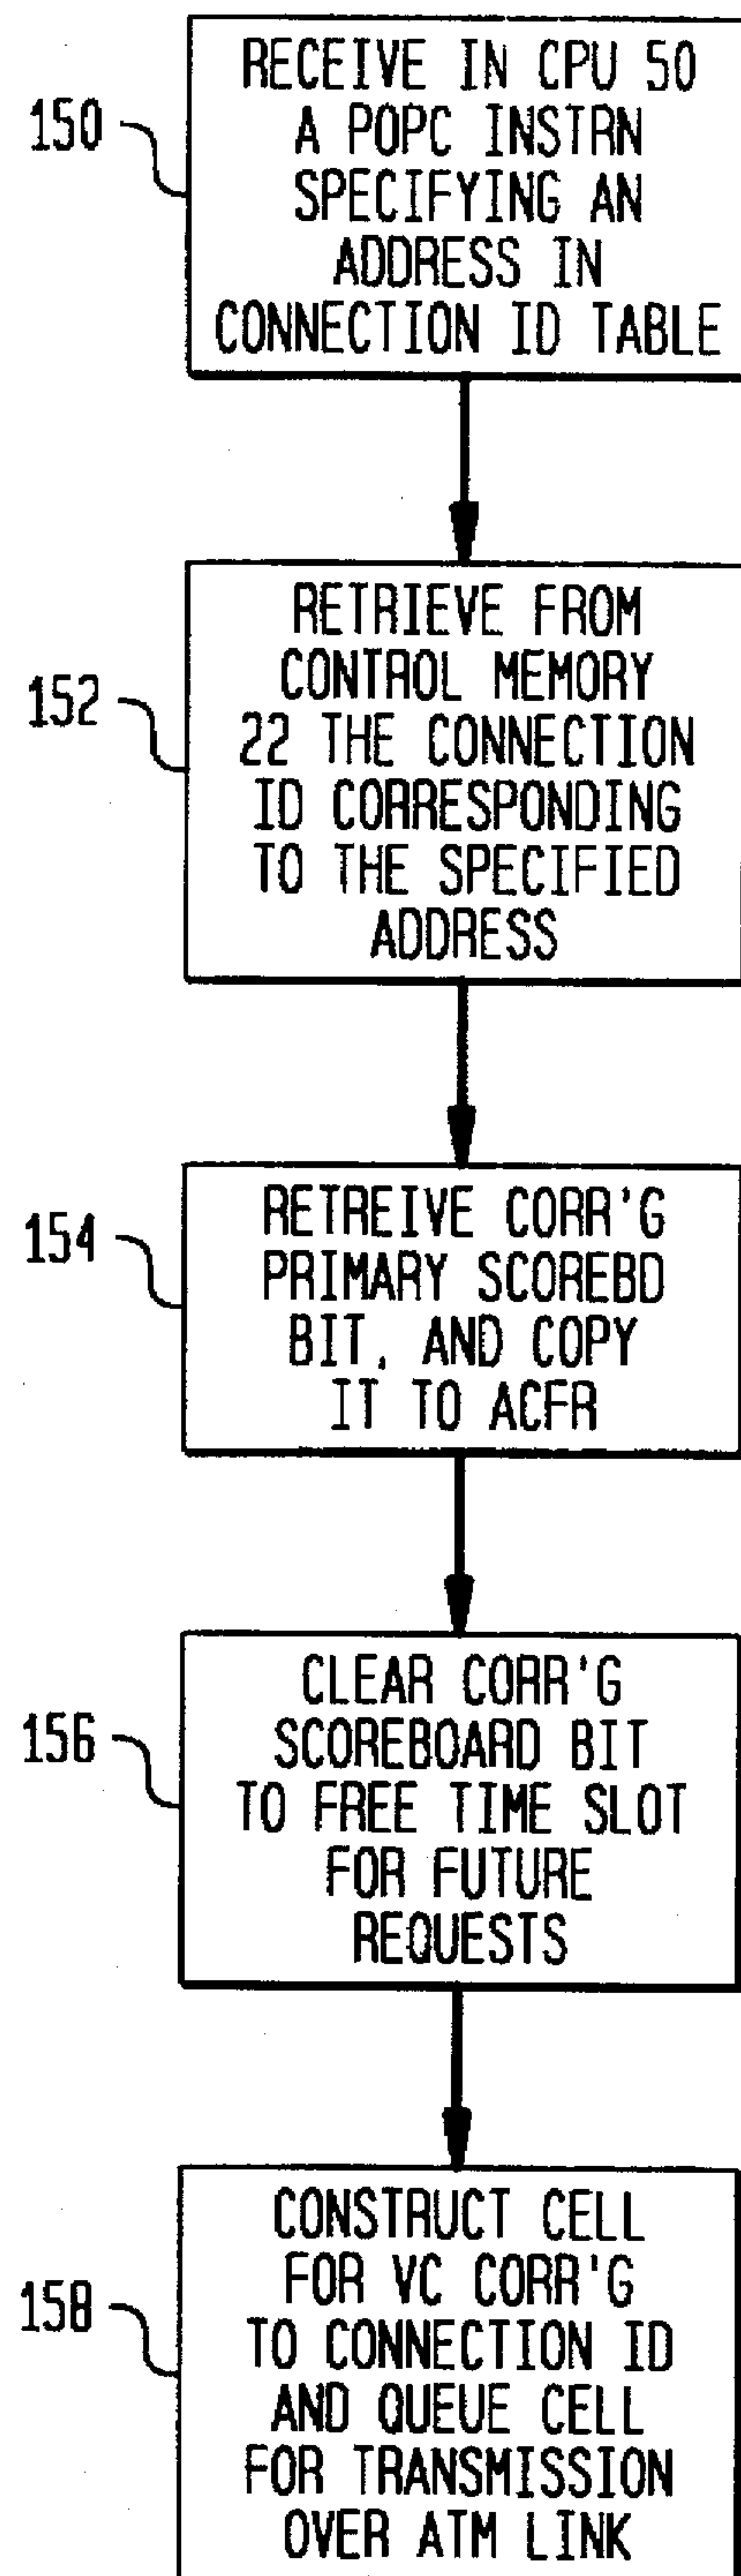 150
RECEIVE IN CPU 50
A POPC INSTRN
SPECIFYING AN
ADDRESS IN
CONNECTION ID TABLE
152
RETRIEVE FROM
CONTROL MEMORY
22 THE CONNECTION
ID CORRESPONDING
TO THE SPECIFIED
ADDRESS
154
RETREIVE CORR'G
PRIMARY SCOREBD
BIT, AND COPY
IT TO ACFR
156
CLEAR CORR'G
SCOREBOARD BIT
TO FREE TIME SLOT
FOR FUTURE
REQUESTS
158
CONSTRUCT CELL
FOR VC CORR'G
TO CONNECTION ID
AND QUEUE CELL
FOR TRANSMISSION
OVER ATM LINK